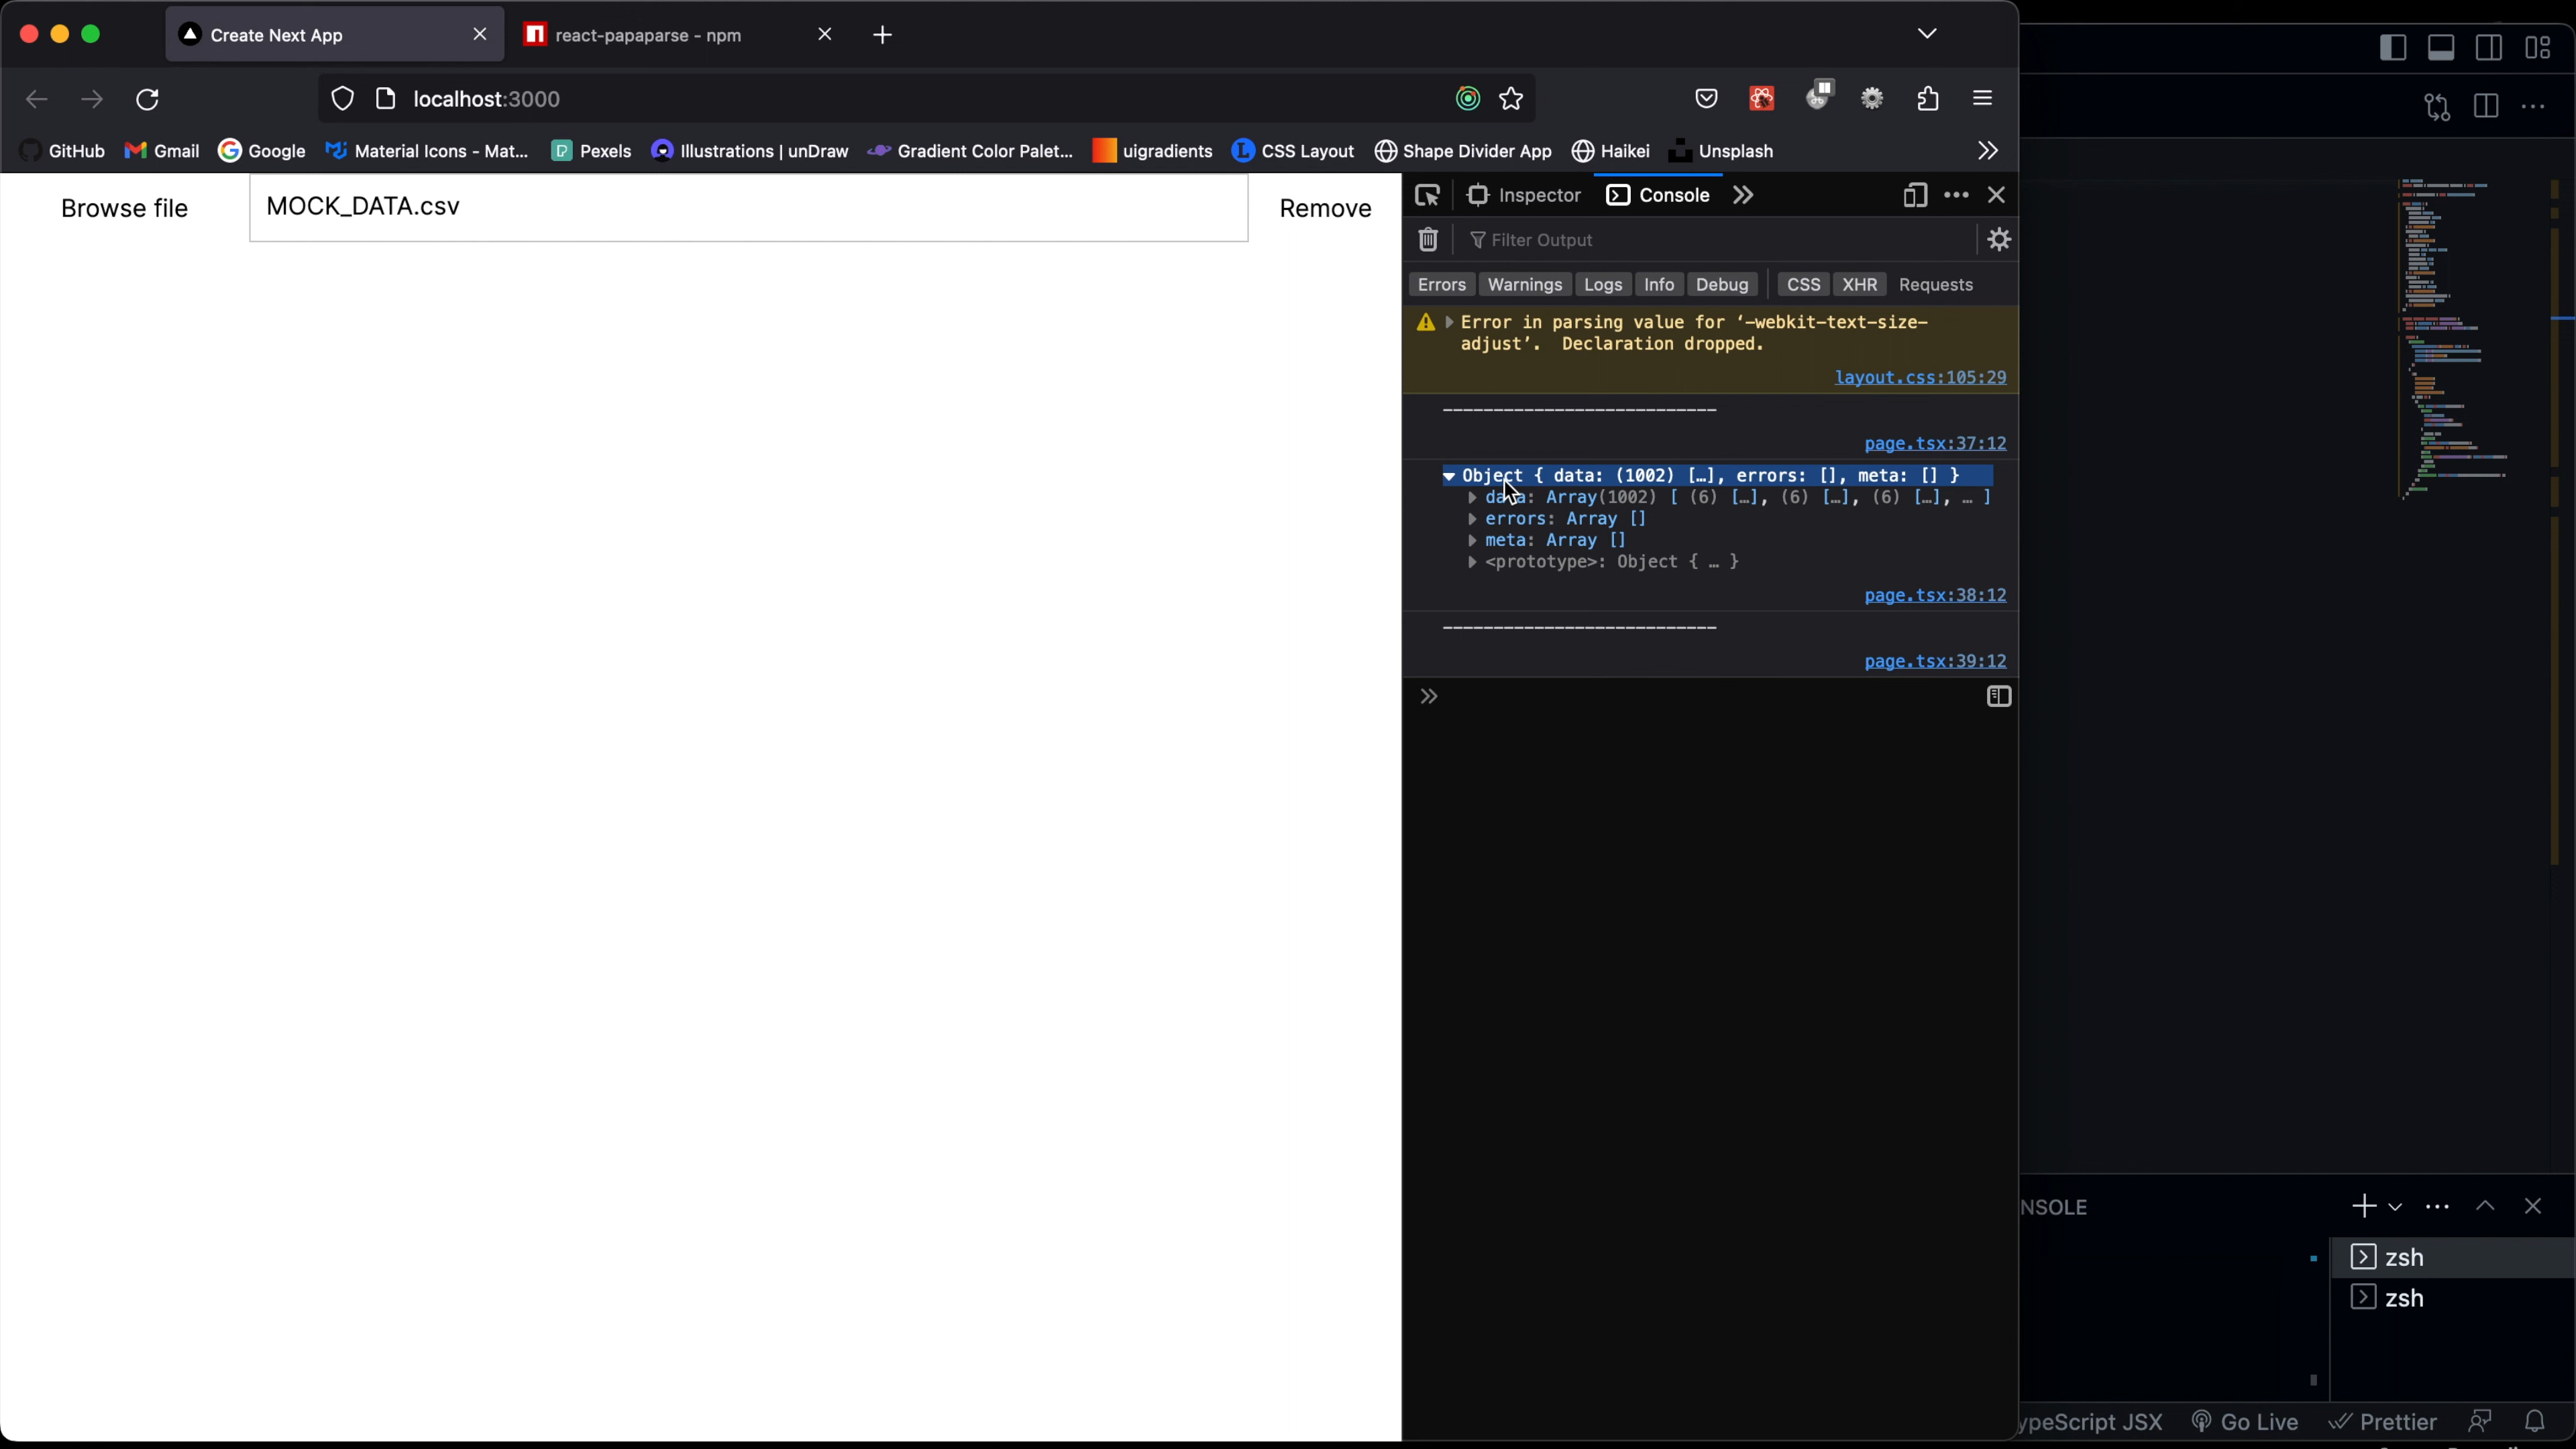 Create Next App
react-papaparse - npm
localhost:3000
GitHub
Gmail
Google
Material Icons - Mat...
Pexels
Illustrations | unDraw
Gradient Color Palet...
uigradients
CSS Layout
Shape Divider App
Haikei
Unsplash
Browse file
MOCK_DATA.csv
Remove
Inspector
Console
Filter Output
Errors
Warnings
Logs
Info
Debug
CSS
XHR
Requests
Error in parsing value for ‘-webkit-text-size-
adjust’.  Declaration dropped.
layout.css:105:29
---------------------------
page.tsx:37:12
Object { data: (1002) […], errors: [], meta: [] }
data: Array(1002) [ (6) […], (6) […], (6) […], … ]
errors: Array []
meta: Array []
<prototype>: Object { … }
page.tsx:38:12
---------------------------
page.tsx:39:12
NSOLE
zsh
zsh
ypeScript JSX
Go Live
Prettier